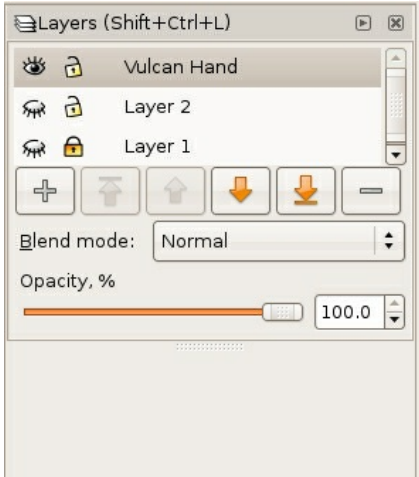 Layers (Shift+Ctrl+L)
Vulcan Hand
Layer 2
Layer 1
Blend mode: Normal
Opacity, %
100.0